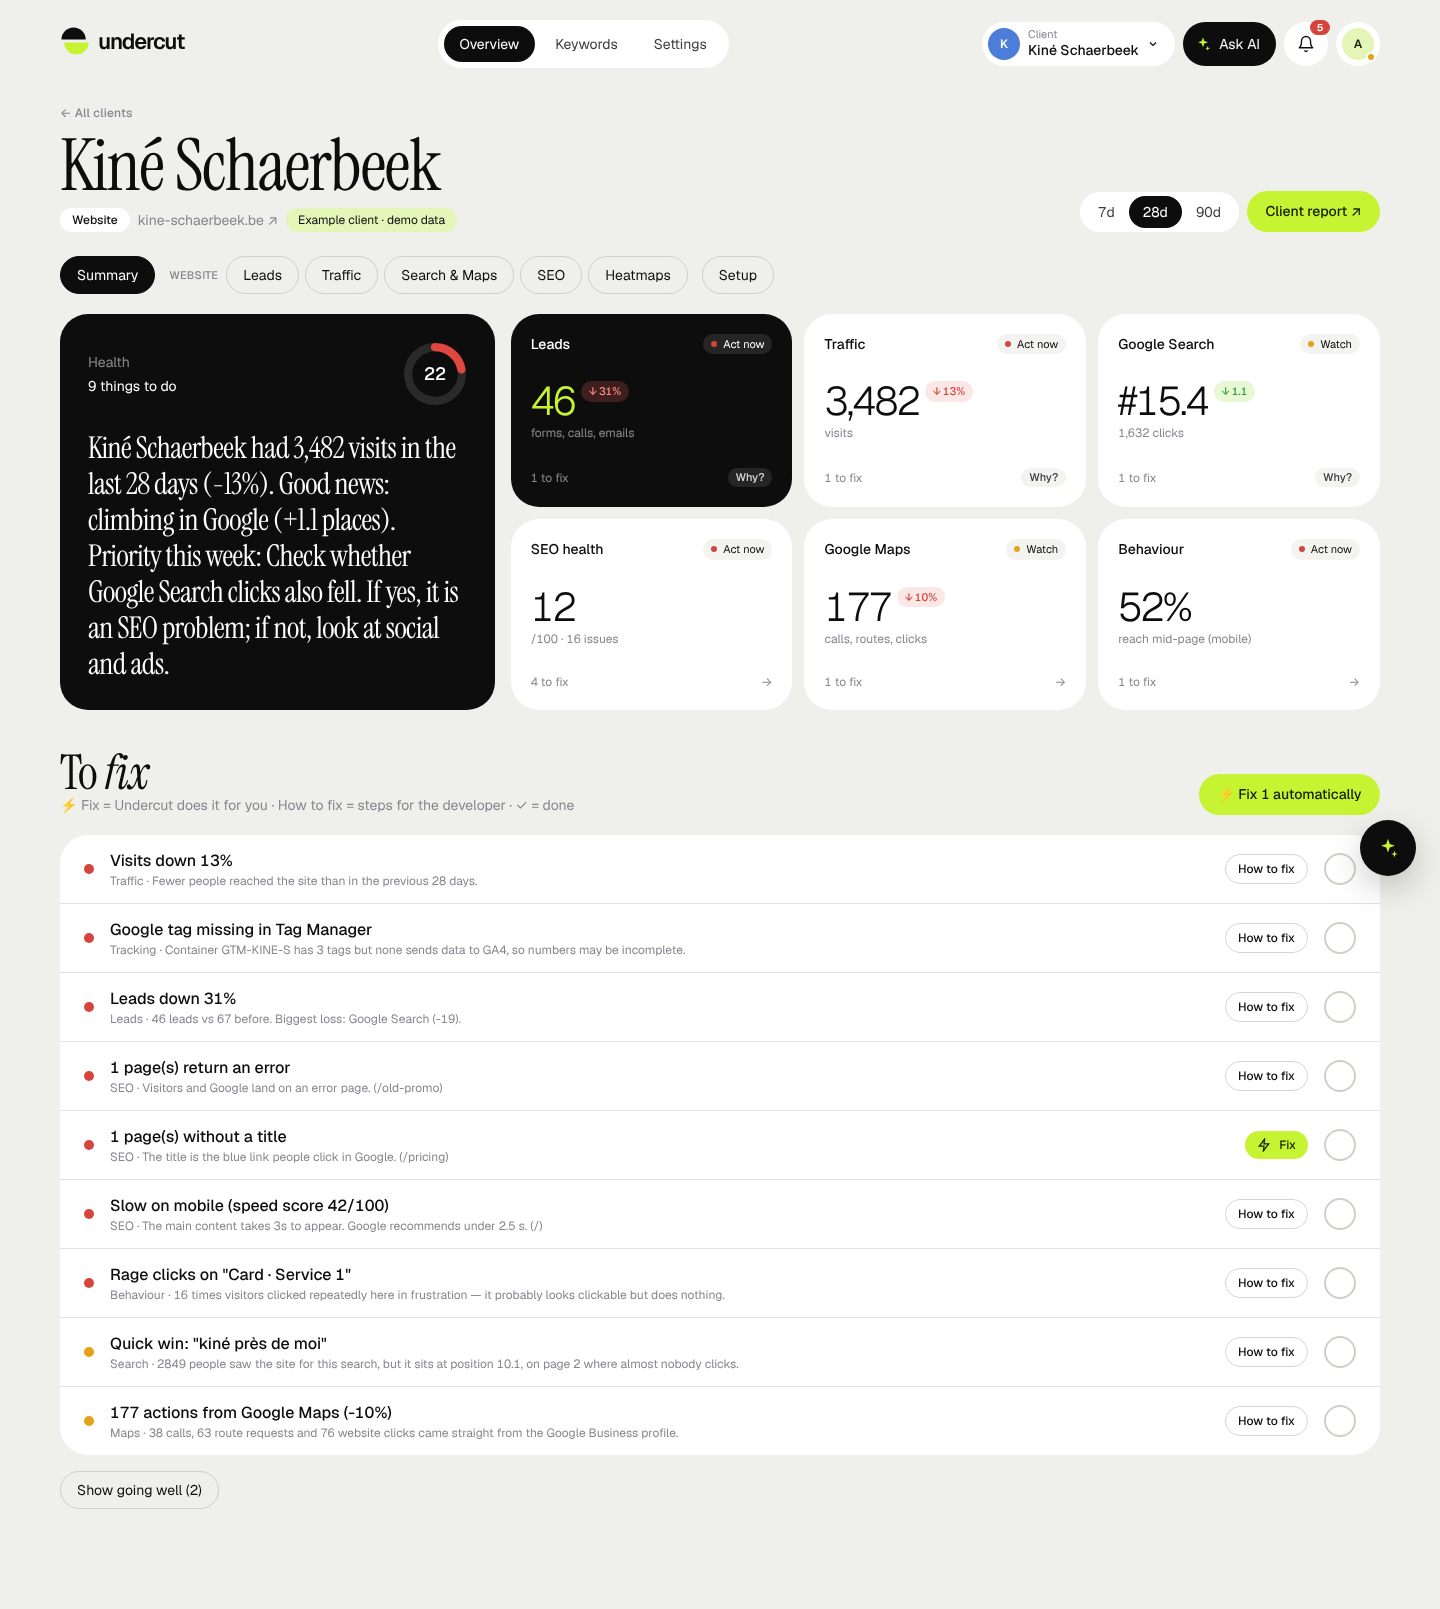 undercut
Overview Keywords Settings
Client
K Kiné Schaerbeek
Ask AI
5
A
← All clients
Kiné Schaerbeek
Website kine-schaerbeek.be ↗ Example client · demo data
7d 28d 90d Client report ↗
Summary WEBSITE Leads Traffic Search & Maps SEO Heatmaps Setup
Health
9 things to do
22
Kiné Schaerbeek had 3,482 visits in the
last 28 days (-13%). Good news:
climbing in Google (+1.1 places).
Priority this week: Check whether
Google Search clicks also fell. If yes, it is
an SEO problem; if not, look at social
and ads.
Leads Act now
46 ↓ 31%
forms, calls, emails
1 to fix Why?
Traffic Act now
3,482 ↓ 13%
visits
1 to fix Why?
Google Search Watch
#15.4 ↓ 1.1
1,632 clicks
1 to fix Why?
SEO health Act now
12
/100 · 16 issues
4 to fix →
Google Maps Watch
177 ↓ 10%
calls, routes, clicks
1 to fix →
Behaviour Act now
52%
reach mid-page (mobile)
1 to fix →
To fix
⚡ Fix = Undercut does it for you · How to fix = steps for the developer · ✓ = done
⚡ Fix 1 automatically
Visits down 13%
Traffic · Fewer people reached the site than in the previous 28 days.
How to fix
Google tag missing in Tag Manager
Tracking · Container GTM-KINE-S has 3 tags but none sends data to GA4, so numbers may be incomplete.
How to fix
Leads down 31%
Leads · 46 leads vs 67 before. Biggest loss: Google Search (-19).
How to fix
1 page(s) return an error
SEO · Visitors and Google land on an error page. (/old-promo)
How to fix
1 page(s) without a title
SEO · The title is the blue link people click in Google. (/pricing)
Fix
Slow on mobile (speed score 42/100)
SEO · The main content takes 3s to appear. Google recommends under 2.5 s. (/)
How to fix
Rage clicks on "Card · Service 1"
Behaviour · 16 times visitors clicked repeatedly here in frustration — it probably looks clickable but does nothing.
How to fix
Quick win: "kiné près de moi"
Search · 2849 people saw the site for this search, but it sits at position 10.1, on page 2 where almost nobody clicks.
How to fix
177 actions from Google Maps (-10%)
Maps · 38 calls, 63 route requests and 76 website clicks came straight from the Google Business profile.
How to fix
Show going well (2)